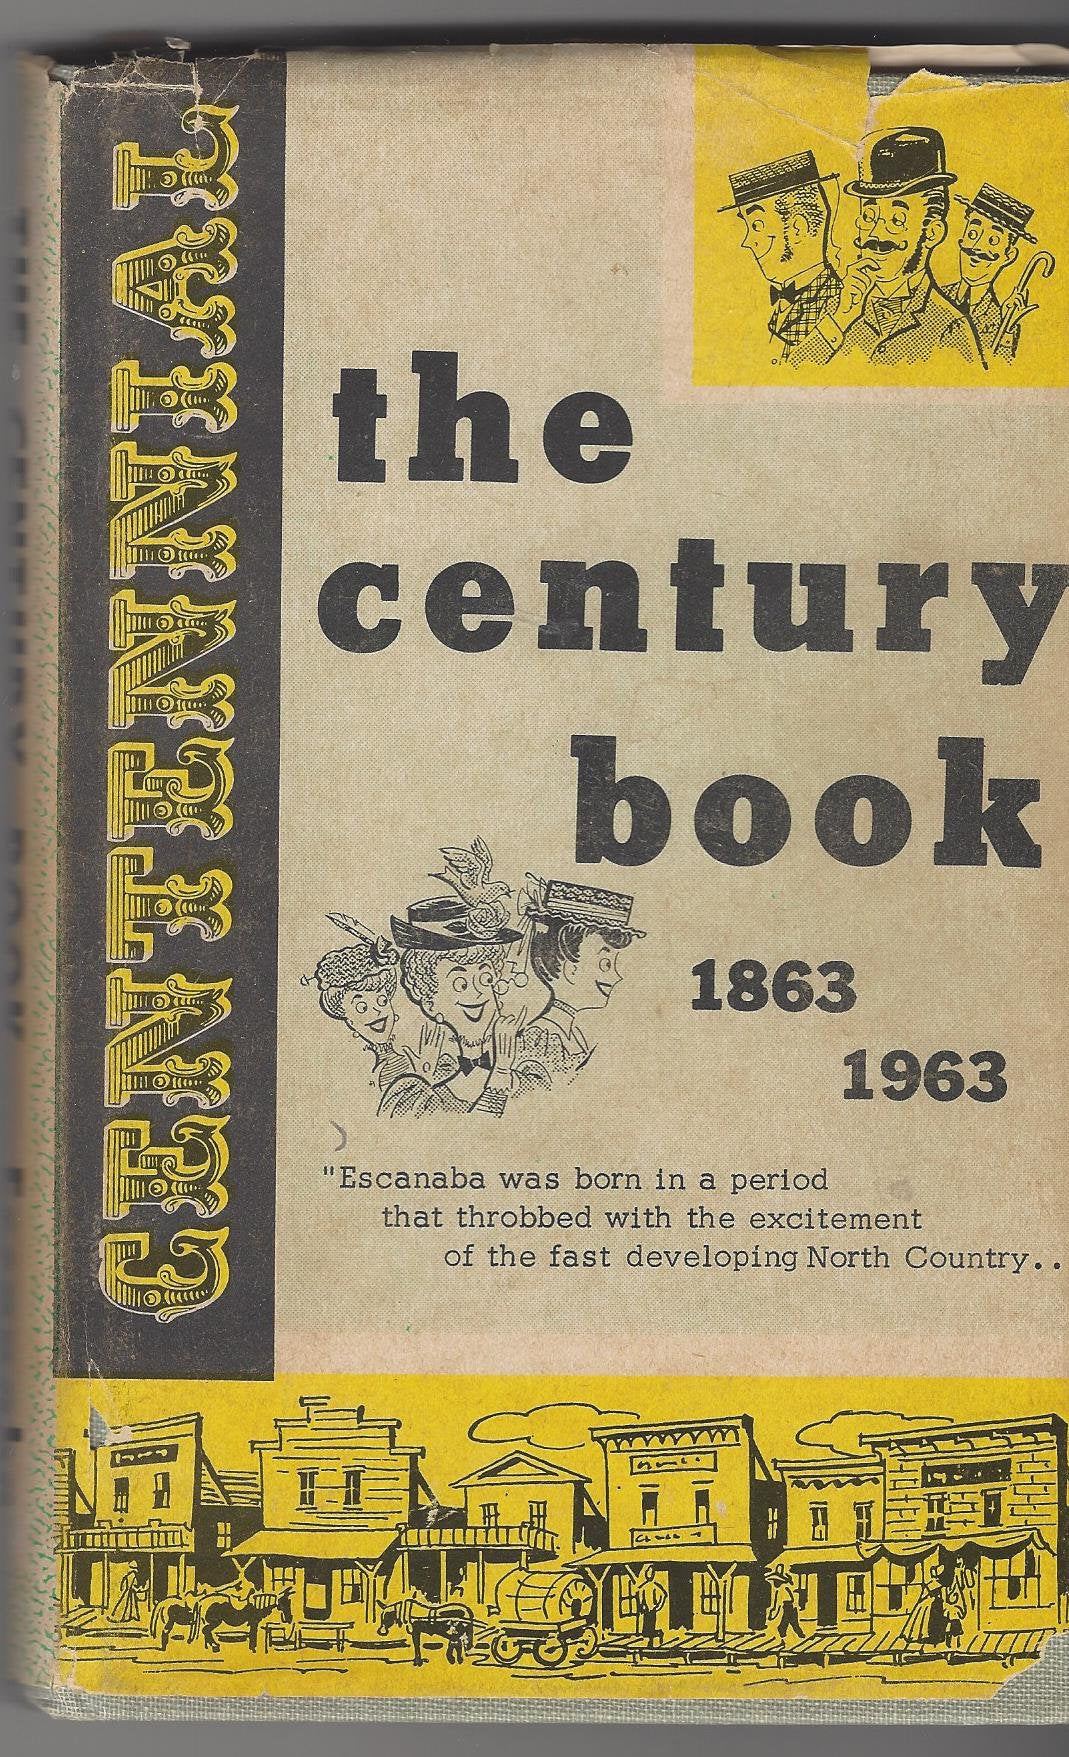 CENTENNIAL
the
century
book
1863
1963
"Escanaba was born in a period
that throbbed with the excitement
of the fast developing North Country..